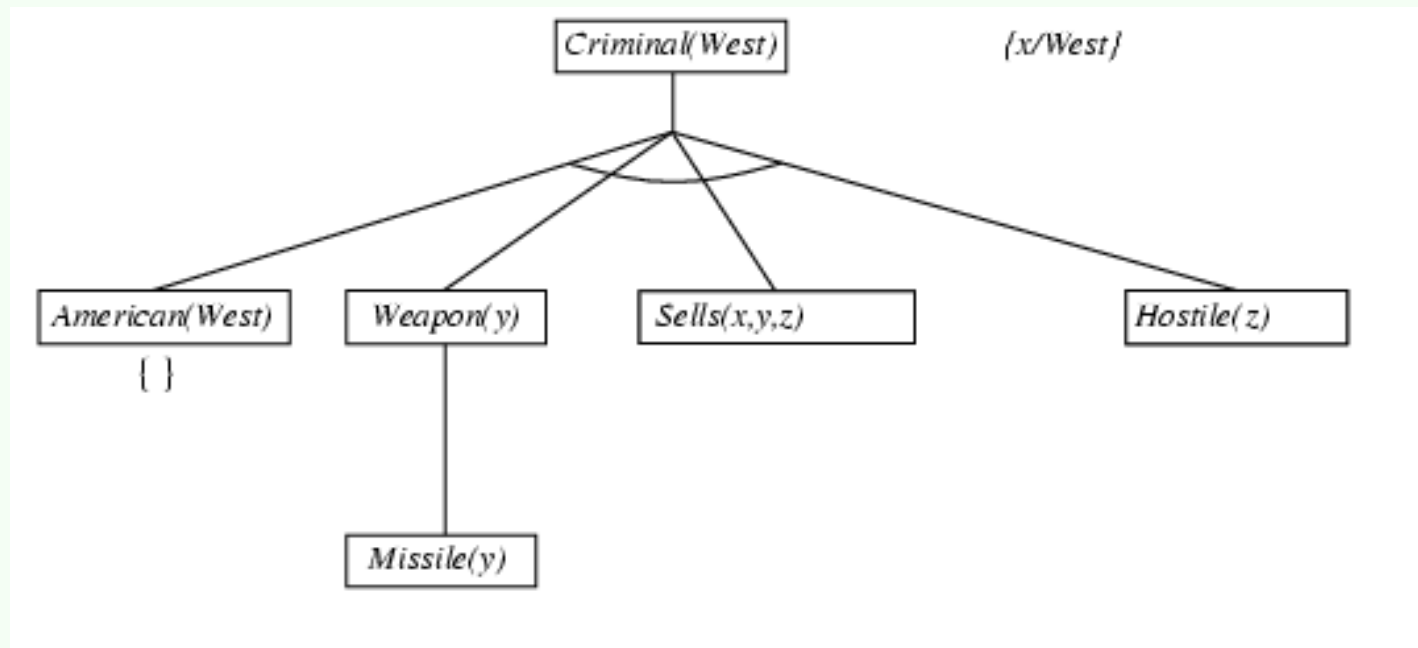 Criminal(West)
{x/West}
American(West)
Weapon(y)
Sells(x,y,z)
Hostile(z)
{ }
Missile(y)